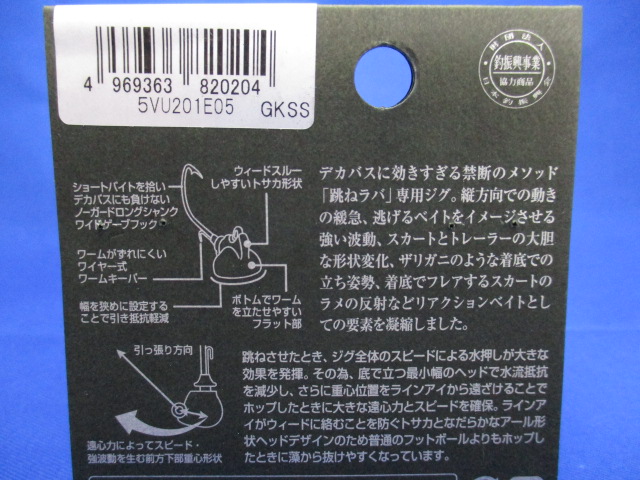 4 969363 820204
5VU201E05 GKSS
財団法人
釣振興事業
協力商品
日本釣振興会
ショートバイトを拾い
デカバスにも負けない
ノーガードロングシャンク
ワイドゲープフック
ウィードスルー
しやすいトサカ形状
ワームがずれにくい
ワイヤー式
ワームキーパー
幅を狭めに設定する
ことで引き抵抗軽減
ボトムでワーム
を立たせやすい
フラット部
デカバスに効きすぎる禁断のメソッド
「跳ねラバ」専用ジグ。縦方向での動き
の緩急、逃げるベイトをイメージさせる
強い波動、スカートとトレーラーの大胆
な形状変化、ザリガニのような着底での
立ち姿勢、着底でフレアするスカートの
ラメの反射などリアクションベイトとし
ての要素を凝縮しました。
引っ張り方向
遠心力によってスピード・
強波動を生む前方下部重心形状
跳ねさせたとき、ジグ全体のスピードによる水押しが大きな
効果を発揮。その為、底で立つ最小幅のヘッドで水流抵抗
を減少し、さらに重心位置をラインアイから遠ざけることで
ホップしたときに大きな遠心力とスピードを確保。ラインア
イがウィードに絡むことを防ぐトサカとなだらかなアール形
状ヘッドデザインのため普通のフットボールよりもホップし
たときに藻から抜けやすくなっています。